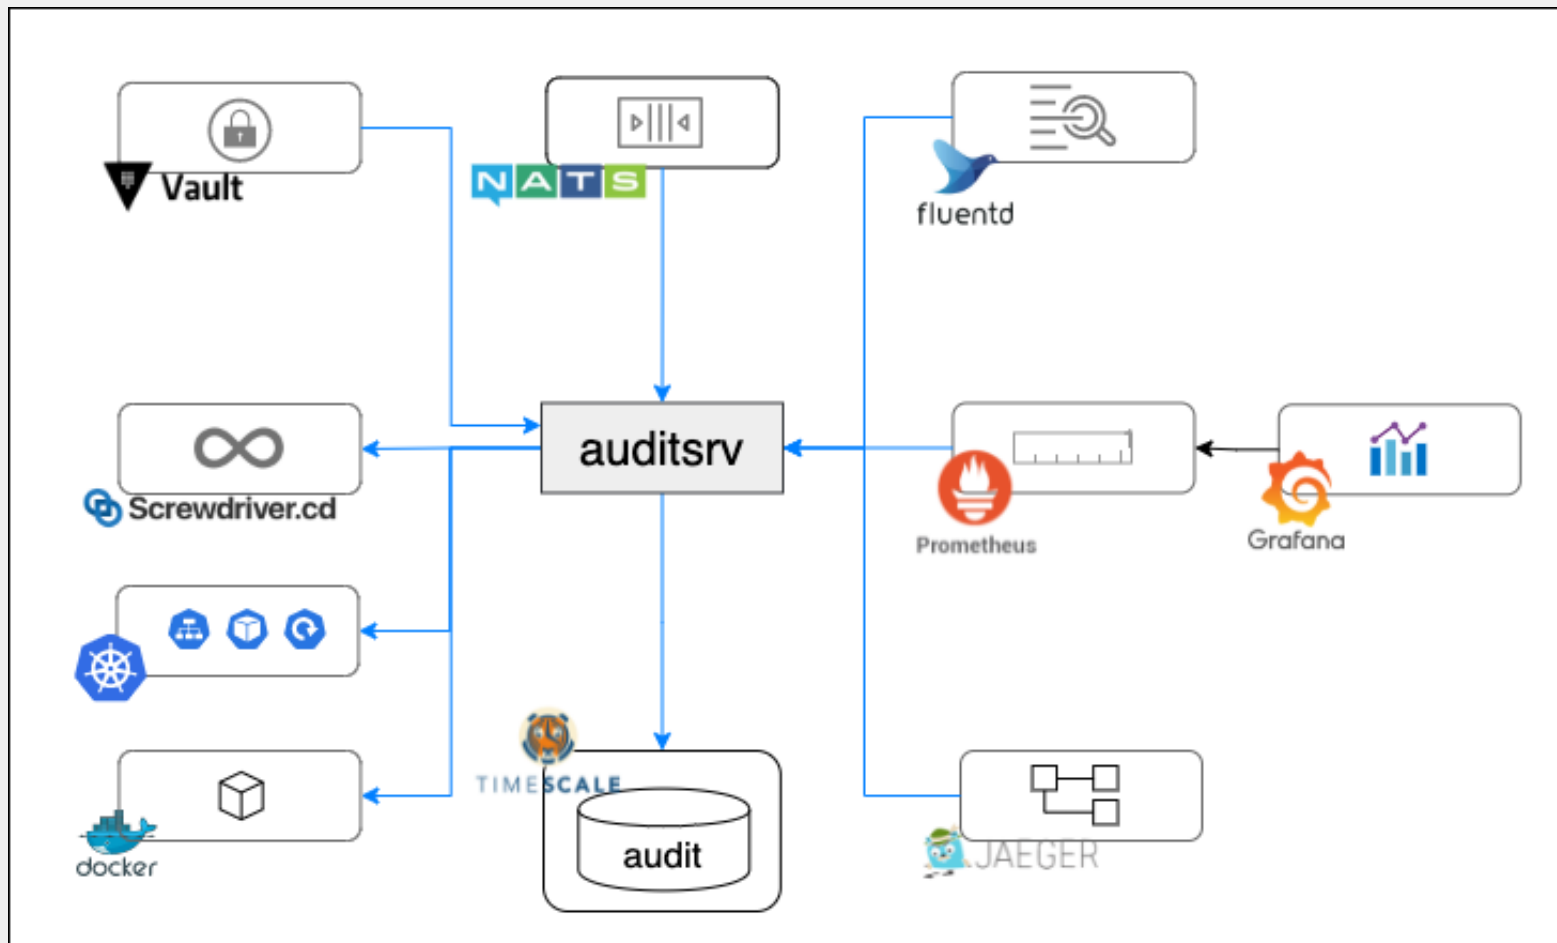 Vault
NATS
fluentd
Screwdriver.cd
auditsrv
Prometheus
Grafana
TIMESCALE
audit
docker
JAEGER